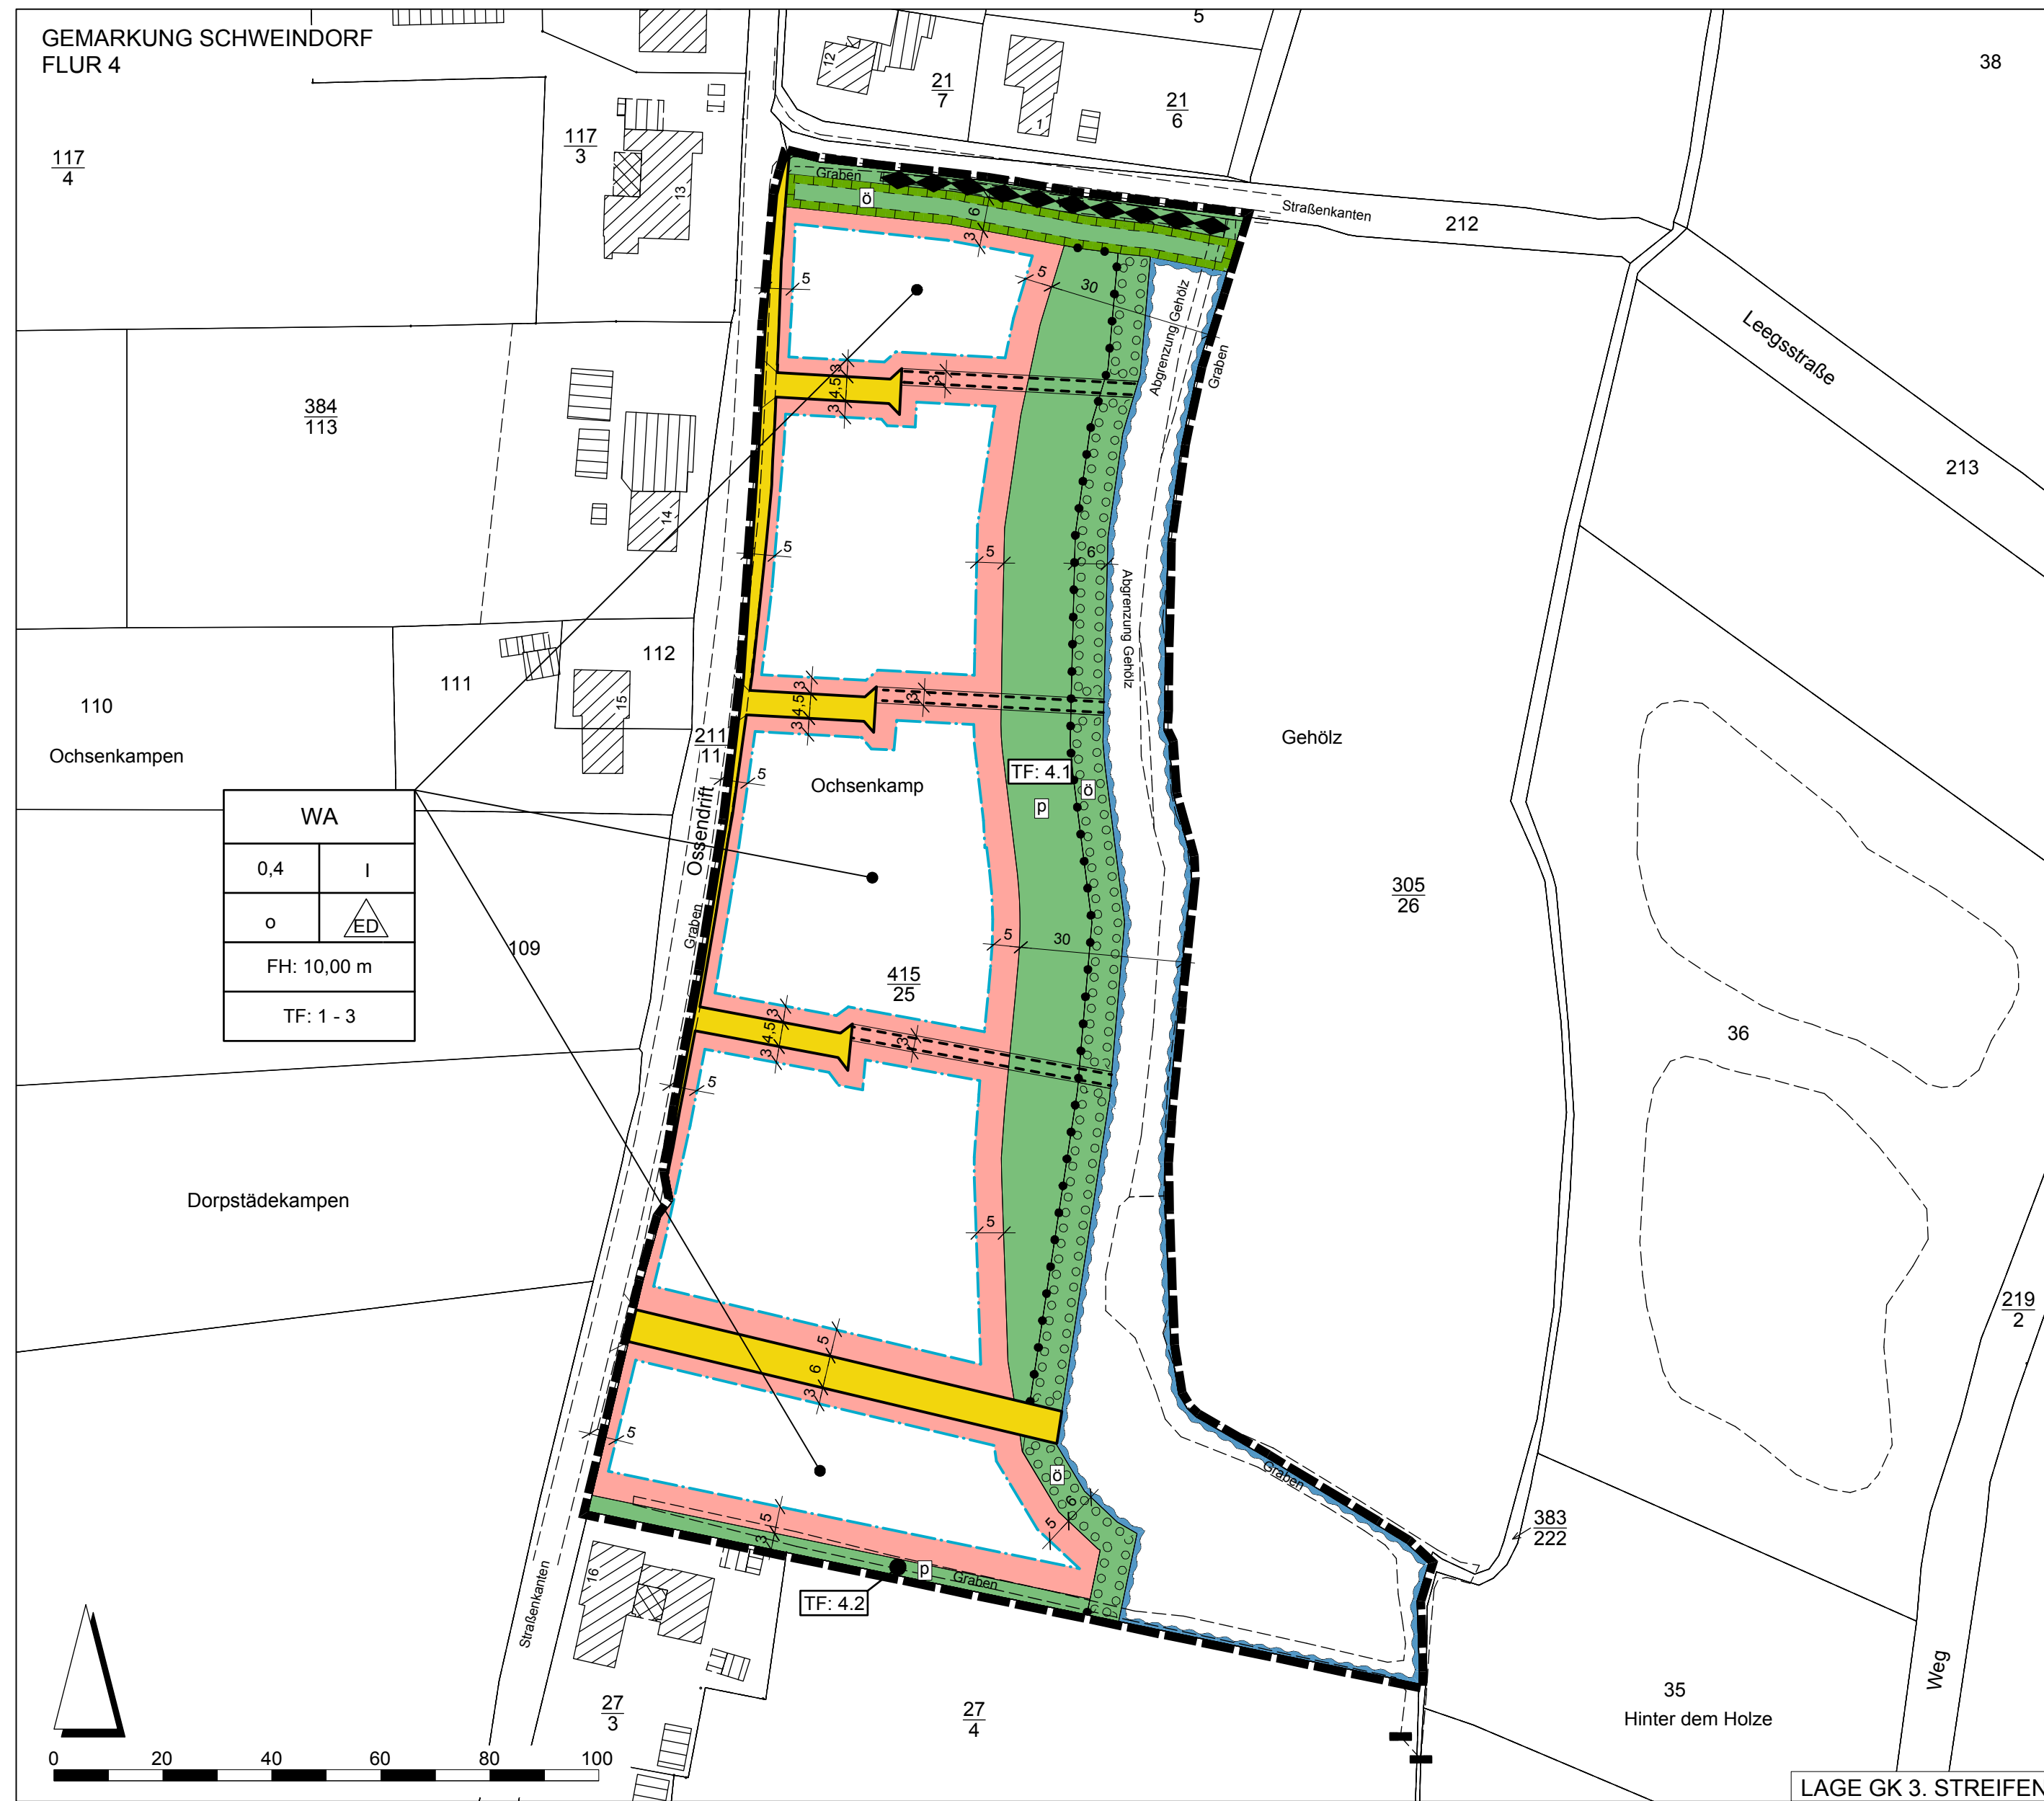 GEMARKUNG SCHWEINDORF
FLUR 4
5
38
12
21
7
21
6
1
117
4
117
3
13
Graben
ö
Straßenkanten
212
6
3
5
5
30
Abgrenzung Gehölz
Graben
Leegsstraße
213
384
113
3
4,5
3
3
14
5
5
6
Abgrenzung Gehölz
112
111
110
15
Ochsenkampen
211
11
3
4,5
3
3
Gehölz
5
Ochsenkamp
TF: 4.1
ö
p
Ossendrift
WA
0,4
I
o
ED
FH: 10,00 m
TF: 1 - 3
109
Graben
305
26
5
30
415
25
3
4,5
3
3
36
5
Dorpstädekampen
5
219
2
5
6
3
5
ö
Graben
6
5
383
222
5
3
p
Graben
TF: 4.2
16
Straßenkanten
27
3
27
4
35
Hinter dem Holze
Weg
0 20 40 60 80 100
LAGE GK 3. STREIFEN